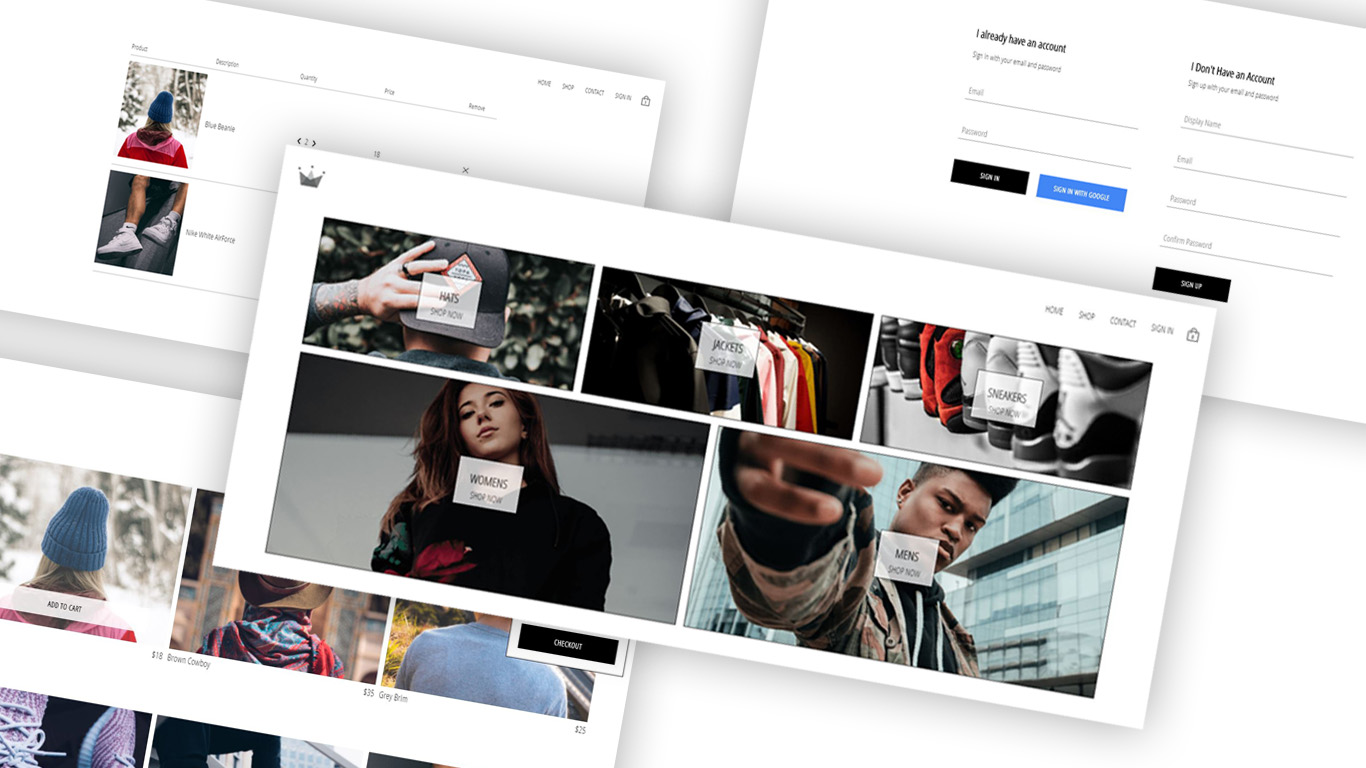 Product
Description
Quantity
Price
Remove
HOME
SHOP
CONTACT
SIGN IN
Blue Beanie
2
18
Nike White AirForce
I already have an account
Sign in with your email and password
Email
Password
SIGN IN
SIGN IN WITH GOOGLE
I Don't Have an Account
Sign up with your email and password
Display Name
Email
Password
Confirm Password
SIGN UP
HOME
SHOP
CONTACT
SIGN IN
HATS
SHOP NOW
JACKETS
SHOP NOW
SNEAKERS
SHOP NOW
WOMENS
SHOP NOW
MENS
SHOP NOW
ADD TO CART
$18
Brown Cowboy
$35
Grey Brim
$25
CHECKOUT